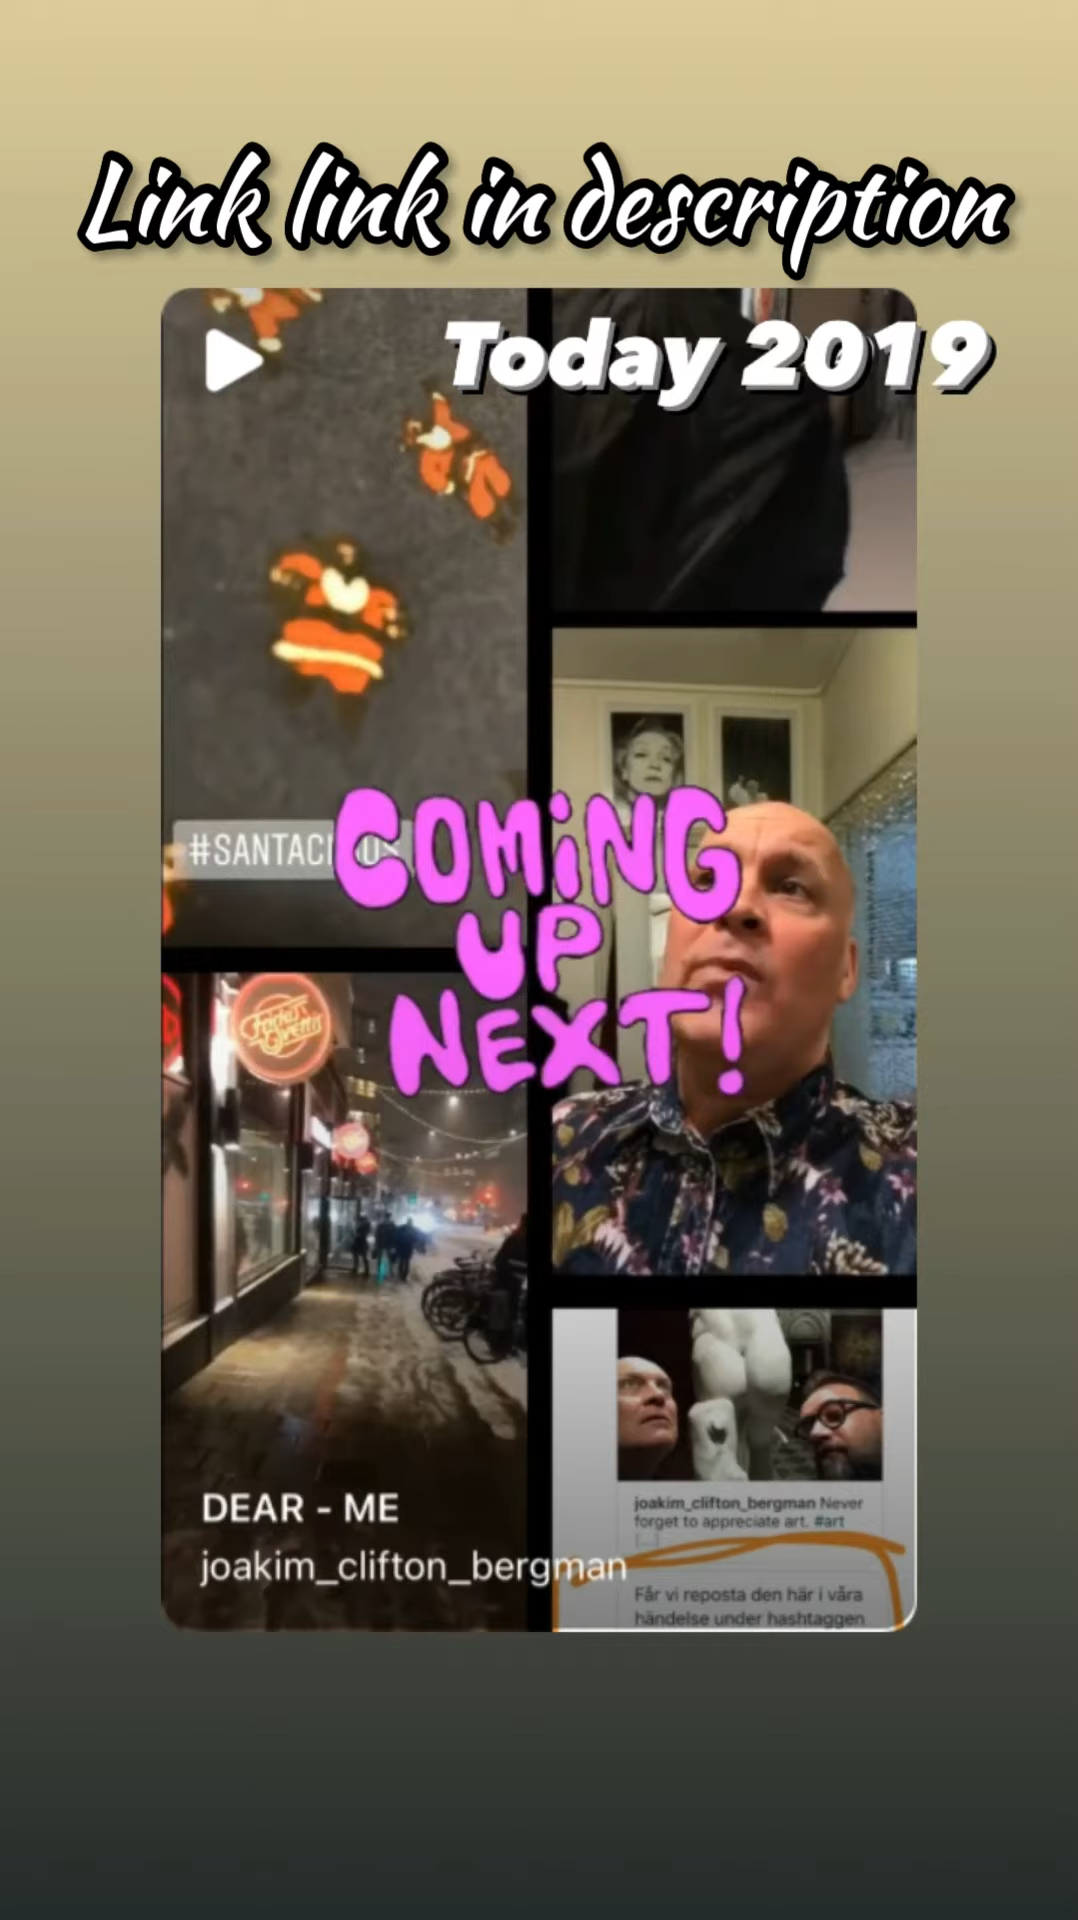 Link link in description
Today 2019
COMiNG
UP
NEXT!
Fader's
DEAR - ME
joakim_clifton_bergman
joakim_clifton_bergman Never
forget to appreciate art. #art
Får vi reposta den här i våra
händelse under hashtaggen